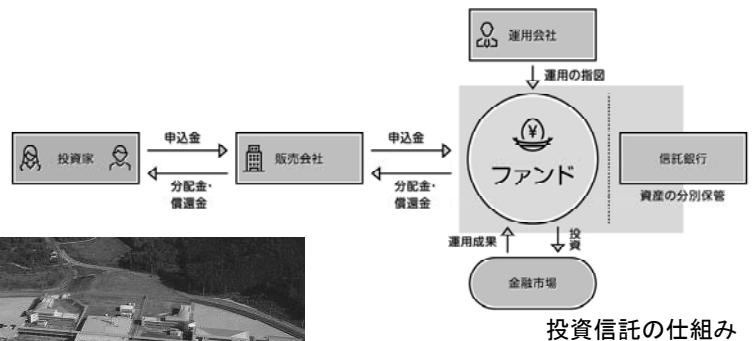 運用会社
運用の指図
投資家
申込金
分配金・
償還金
販売会社
申込金
分配金・
償還金
¥
ファンド
信託銀行
資産の分別保管
運用成果
投資
金融市場
投資信託の仕組み